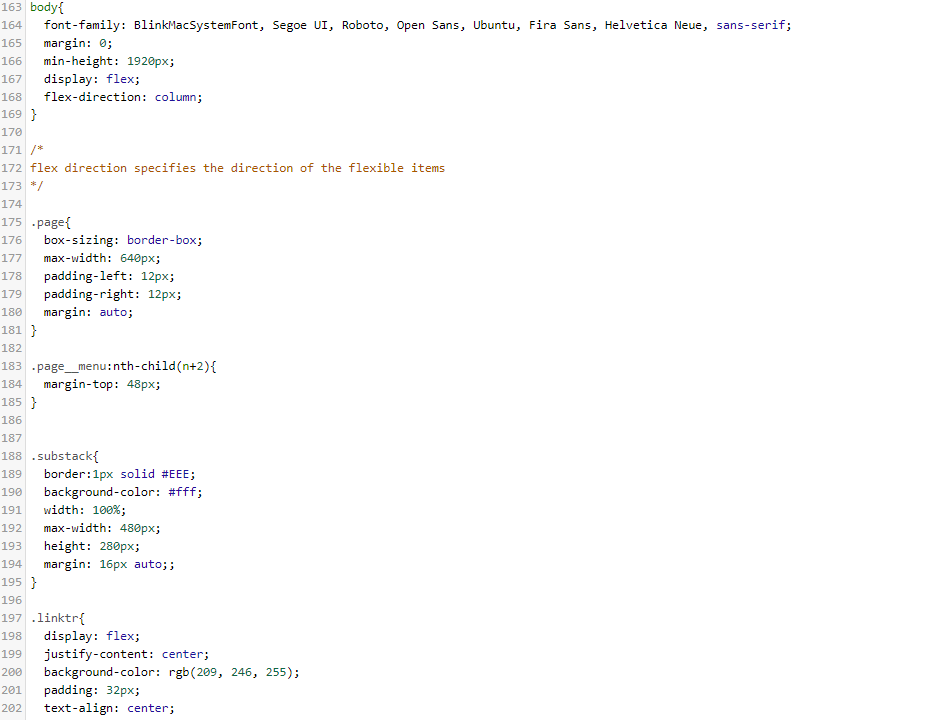 163 body{
164   font-family: BlinkMacSystemFont, Segoe UI, Roboto, Open Sans, Ubuntu, Fira Sans, Helvetica Neue, sans-serif;
165   margin: 0;
166   min-height: 1920px;
167   display: flex;
168   flex-direction: column;
169 }
170
171 /*
172 flex direction specifies the direction of the flexible items
173 */
174
175 .page{
176   box-sizing: border-box;
177   max-width: 640px;
178   padding-left: 12px;
179   padding-right: 12px;
180   margin: auto;
181 }
182
183 .page__menu:nth-child(n+2){
184   margin-top: 48px;
185 }
186
187
188 .substack{
189   border:1px solid #EEE;
190   background-color: #fff;
191   width: 100%;
192   max-width: 480px;
193   height: 280px;
194   margin: 16px auto;;
195 }
196
197 .linktr{
198   display: flex;
199   justify-content: center;
200   background-color: rgb(209, 246, 255);
201   padding: 32px;
202   text-align: center;